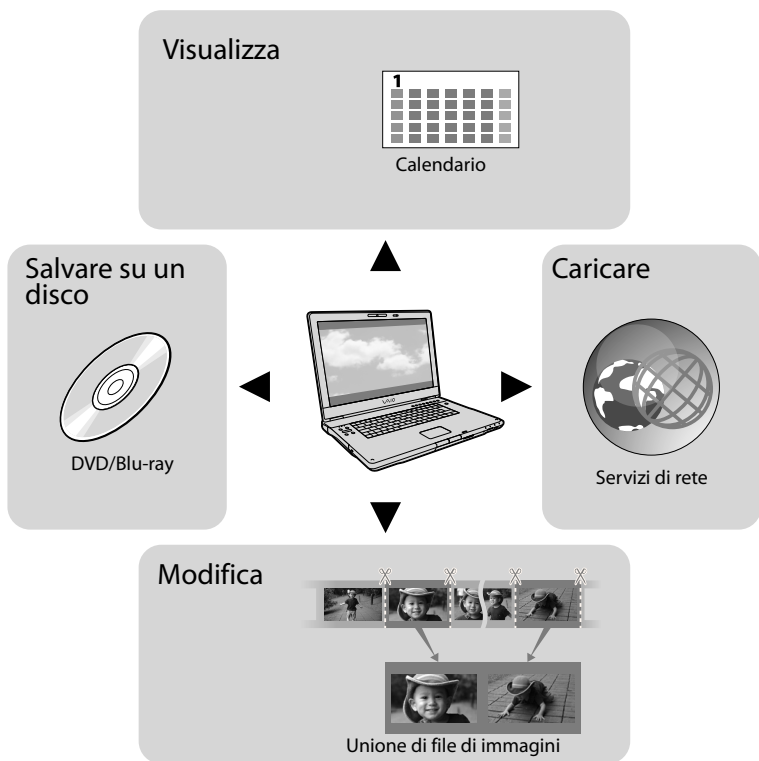 Visualizza
1
Calendario
Salvare su un
disco
DVD/Blu-ray
VAIO
Caricare
Servizi di rete
Modifica
Unione di file di immagini